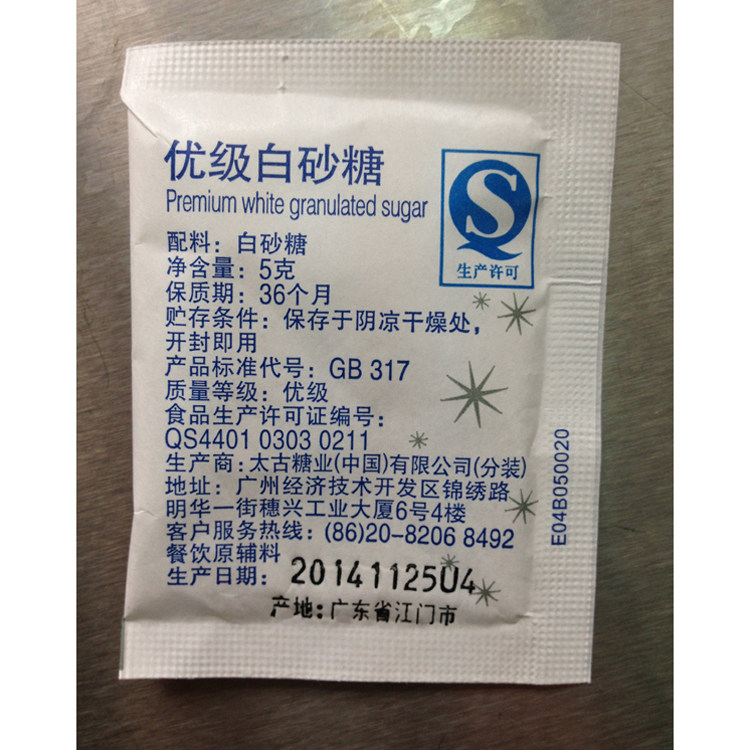 优级白砂糖
Premium white granulated sugar
生产许可
配料：白砂糖
净含量：5克
保质期：36个月
贮存条件：保存于阴凉干燥处，
开封即用
产品标准代号：GB 317
质量等级：优级
食品生产许可证编号：
QS4401 0303 0211
生产商：太古糖业(中国)有限公司(分装)
地址：广州经济技术开发区锦绣路
明华一街穗兴工业大厦6号4楼
客户服务热线：(86)20-8206 8492
餐饮原辅料
生产日期：20141125U4
产地：广东省江门市
E04B050020